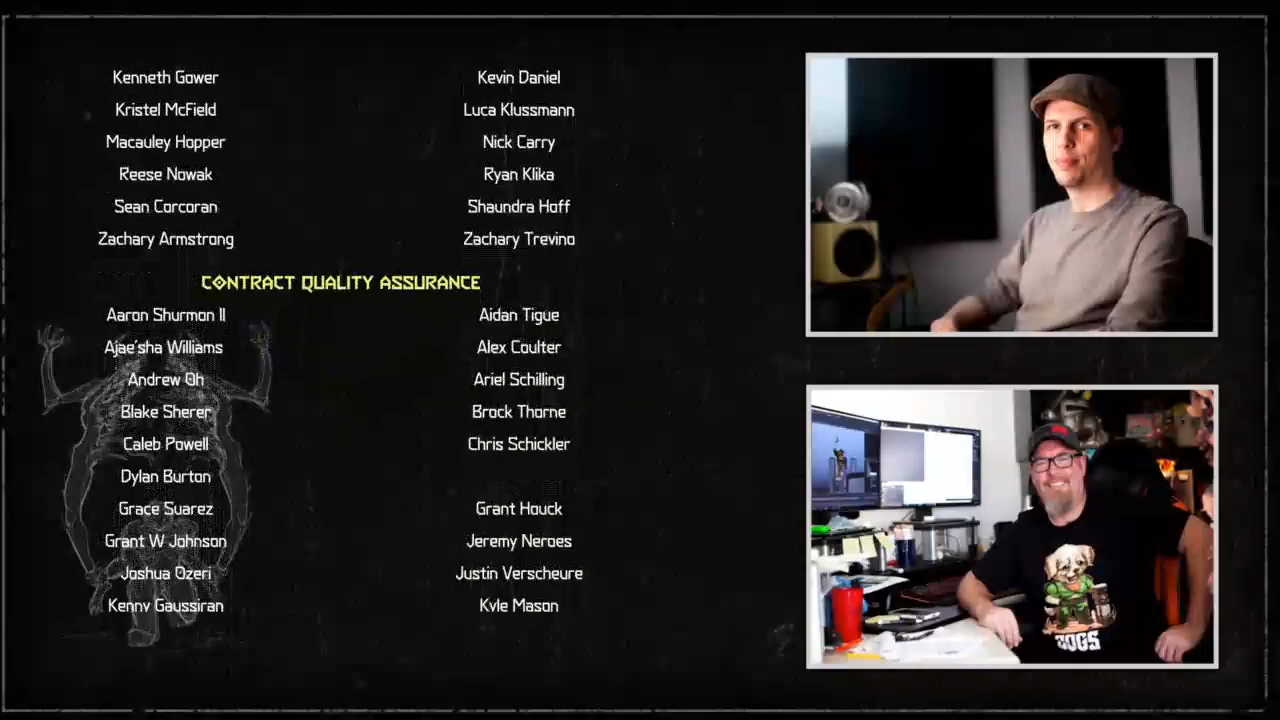 Kenneth Gower Kevin Daniel
Kristel McField Luca Klussmann
Macauley Hopper Nick Carry
Reese Nowak Ryan Klika
Sean Corcoran Shaundra Hoff
Zachary Armstrong Zachary Trevino
CONTRACT QUALITY ASSURANCE
Aaron Shurmon II Aidan Tigue
Ajae'sha Williams Alex Coulter
Andrew Oh Ariel Schilling
Blake Sherer Brock Thorne
Caleb Powell Chris Schickler
Dylan Burton
Grace Suarez Grant Houck
Grant W Johnson Jeremy Neroes
Joshua Ozeri Justin Verscheure
Kenny Gaussiran Kyle Mason
DOGS